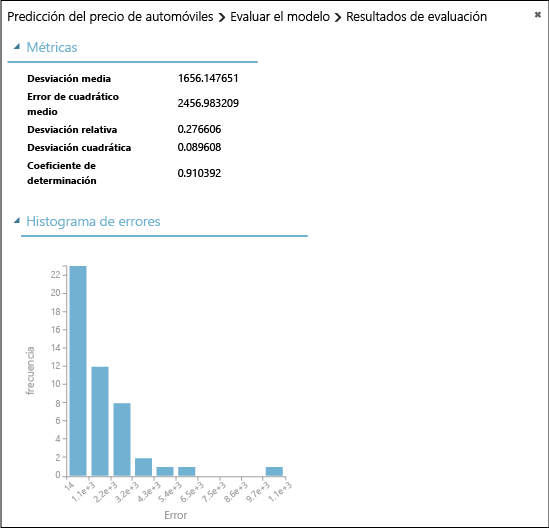 Predicción del precio de automóviles ❯ Evaluar el modelo ❯ Resultados de evaluación
Métricas
Desviación media 1656.147651
Error de cuadrático
medio 2456.983209
Desviación relativa 0.276606
Desviación cuadrática 0.089608
Coeficiente de
determinación 0.910392
Histograma de errores
frecuencia
22
20
18
16
14
12
10
8
6
4
2
0
14
1.1e+3
2.2e+3
3.2e+3
4.3e+3
5.4e+3
6.5e+3
7.5e+3
8.6e+3
9.7e+3
1.1e+3
Error